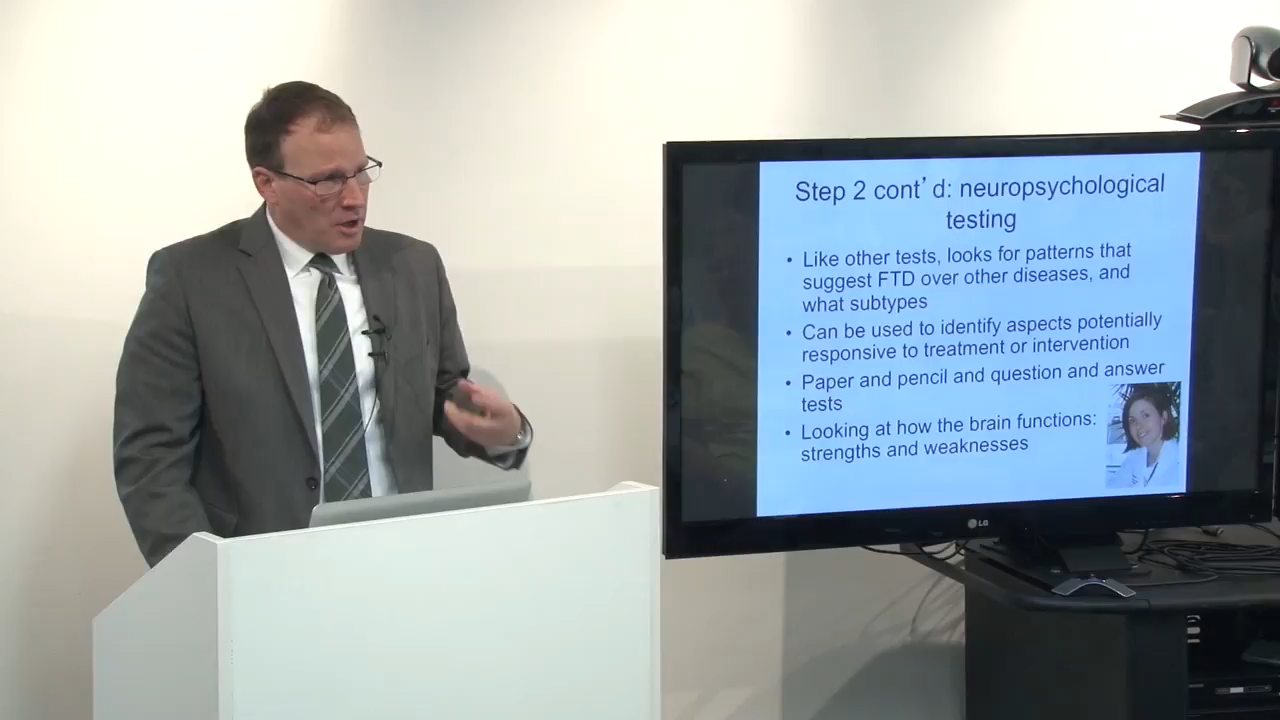 Step 2 cont’d: neuropsychological
testing
• Like other tests, looks for patterns that
suggest FTD over other diseases, and
what subtypes
• Can be used to identify aspects potentially
responsive to treatment or intervention
• Paper and pencil and question and answer
tests
• Looking at how the brain functions:
strengths and weaknesses
LG